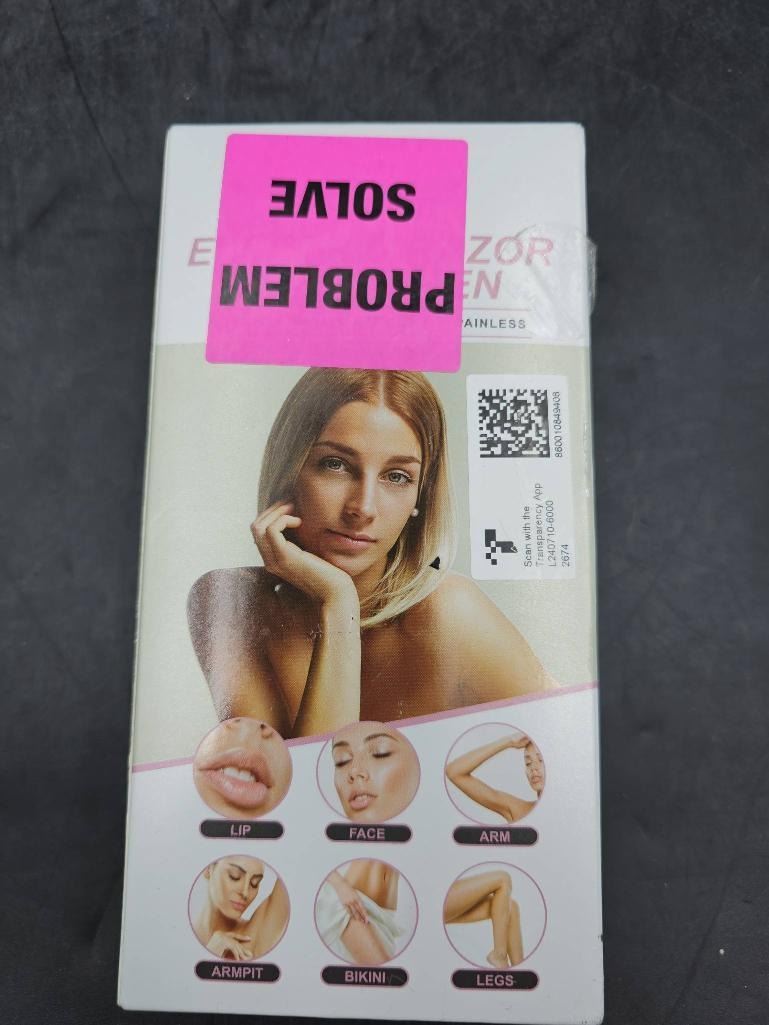 PROBLEM
SOLVE
ZOR
EN
PAINLESS
860010849408
Scan with the
Transparency App
L240710-6000
2674
LIP
FACE
ARM
ARMPIT
BIKINI
LEGS